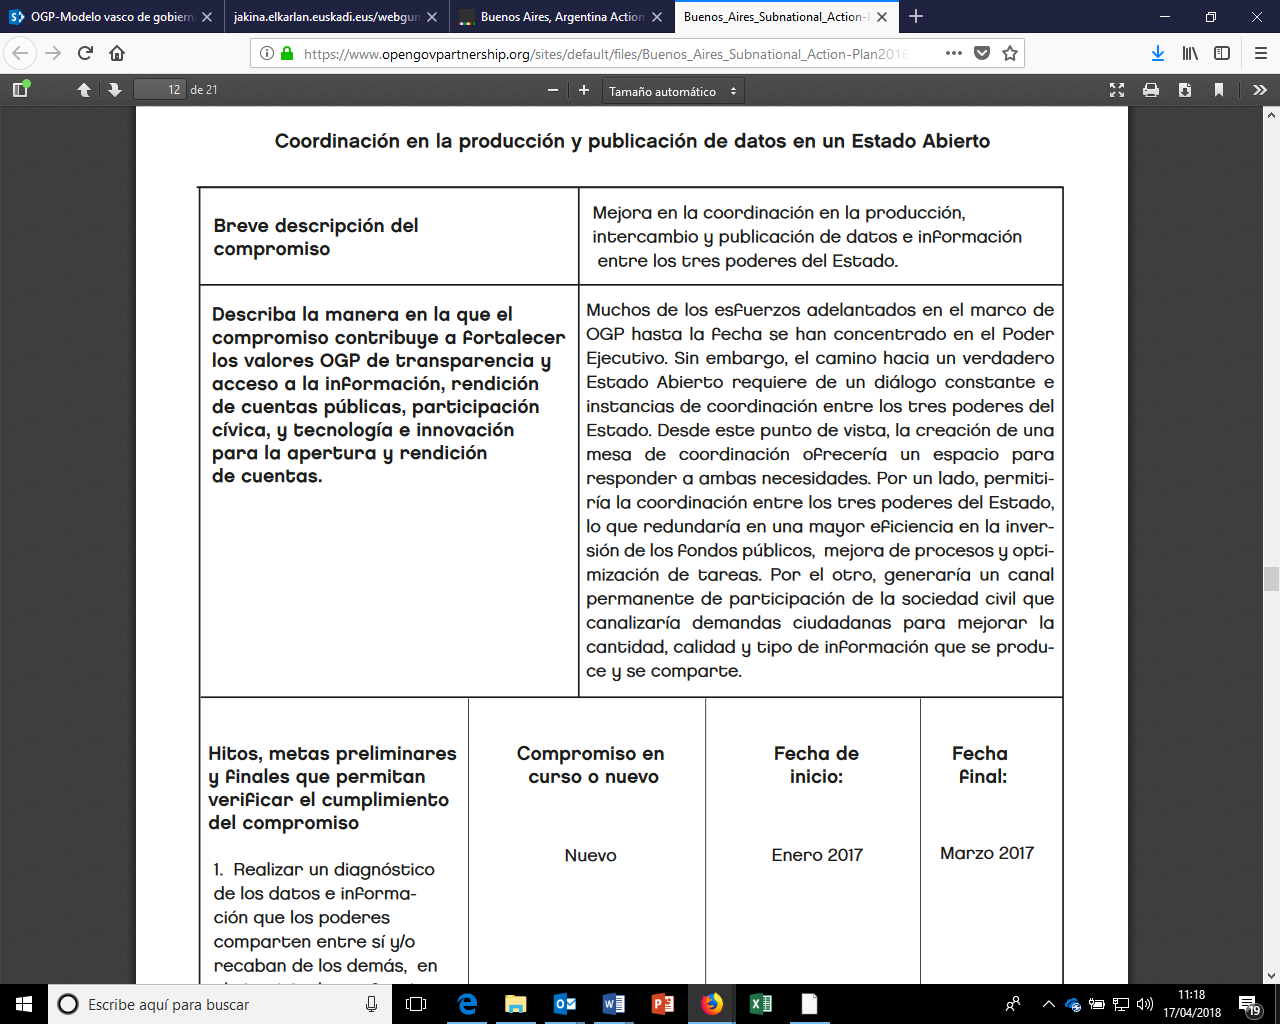 OGP-Modelo vasco de gobiern
jakina.elkarlan.euskadi.eus/webgun
Buenos Aires, Argentina Action
Buenos_Aires_Subnational_Action-P
https://www.opengovpartnership.org/sites/default/files/Buenos_Aires_Subnational_Action-Plan2016
12 de 21
Tamaño automático
Coordinación en la producción y publicación de datos en un Estado Abierto
Breve descripción del
compromiso
Mejora en la coordinación en la producción,
intercambio y publicación de datos e información
entre los tres poderes del Estado.
Describa la manera en la que el
compromiso contribuye a fortalecer
los valores OGP de transparencia y
acceso a la información, rendición
de cuentas públicas, participación
cívica, y tecnología e innovación
para la apertura y rendición
de cuentas.
Muchos de los esfuerzos adelantados en el marco de
OGP hasta la fecha se han concentrado en el Poder
Ejecutivo. Sin embargo, el camino hacia un verdadero
Estado Abierto requiere de un diálogo constante e
instancias de coordinación entre los tres poderes del
Estado. Desde este punto de vista, la creación de una
mesa de coordinación ofrecería un espacio para
responder a ambas necesidades. Por un lado, permiti-
ría la coordinación entre los tres poderes del Estado,
lo que redundaría en una mayor eficiencia en la inver-
sión de los fondos públicos, mejora de procesos y opti-
mización de tareas. Por el otro, generaría un canal
permanente de participación de la sociedad civil que
canalizaría demandas ciudadanas para mejorar la
cantidad, calidad y tipo de información que se produ-
ce y se comparte.
Hitos, metas preliminares
y finales que permitan
verificar el cumplimiento
del compromiso
Compromiso en
curso o nuevo
Fecha de
inicio:
Fecha
final:
1. Realizar un diagnóstico
de los datos e informa-
ción que los poderes
comparten entre sí y/o
recaban de los demás, en
Nuevo
Enero 2017
Marzo 2017
Escribe aquí para buscar
11:18
17/04/2018
19